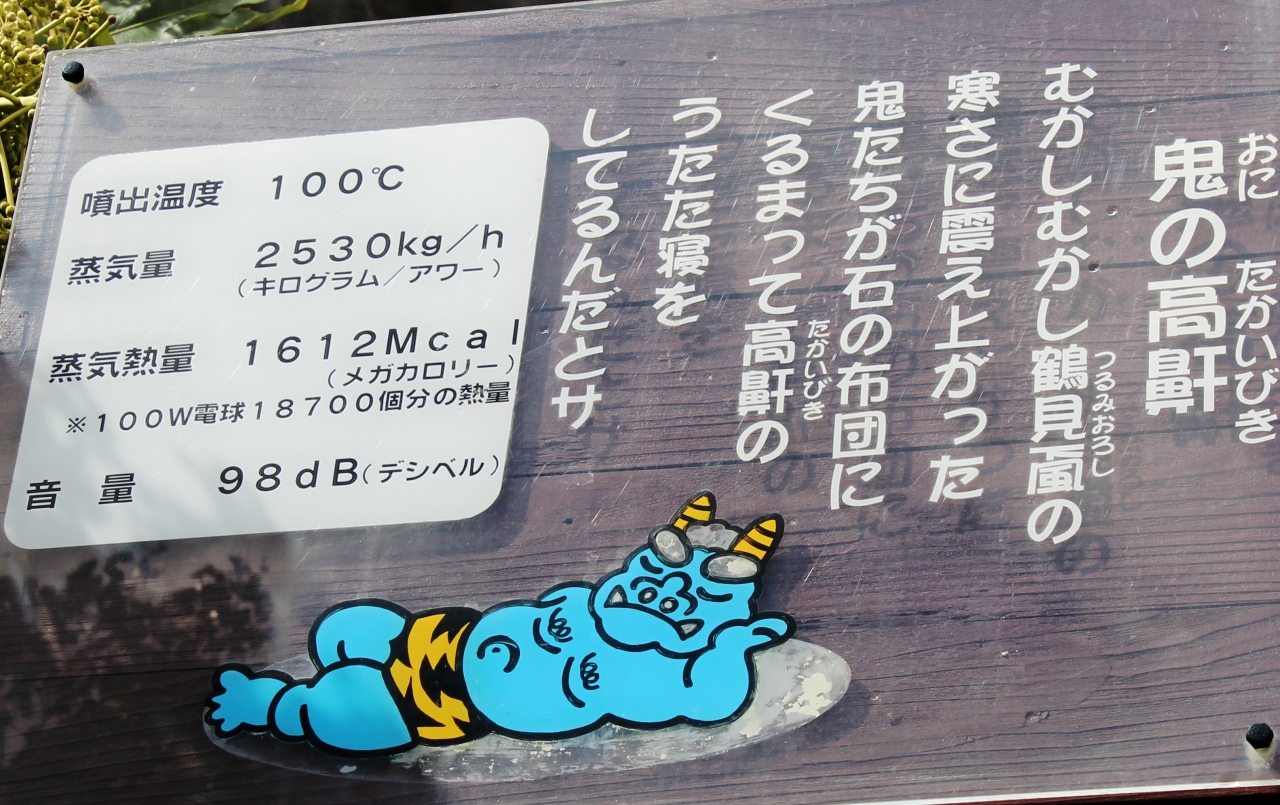 おに たかいびき
鬼の高鼾
むかしむかし鶴見颪の
つるみおろし
寒さに震え上がった
鬼たちが石の布団に
くるまって高鼾の
たかいびき
うたた寝を
してるんだとサ
噴出温度 100℃
蒸気量 2530kg/h
(キログラム/アワー)
蒸気熱量 1612Mcal
(メガカロリー)
※100W電球18700個分の熱量
音 量 98dB(デシベル)